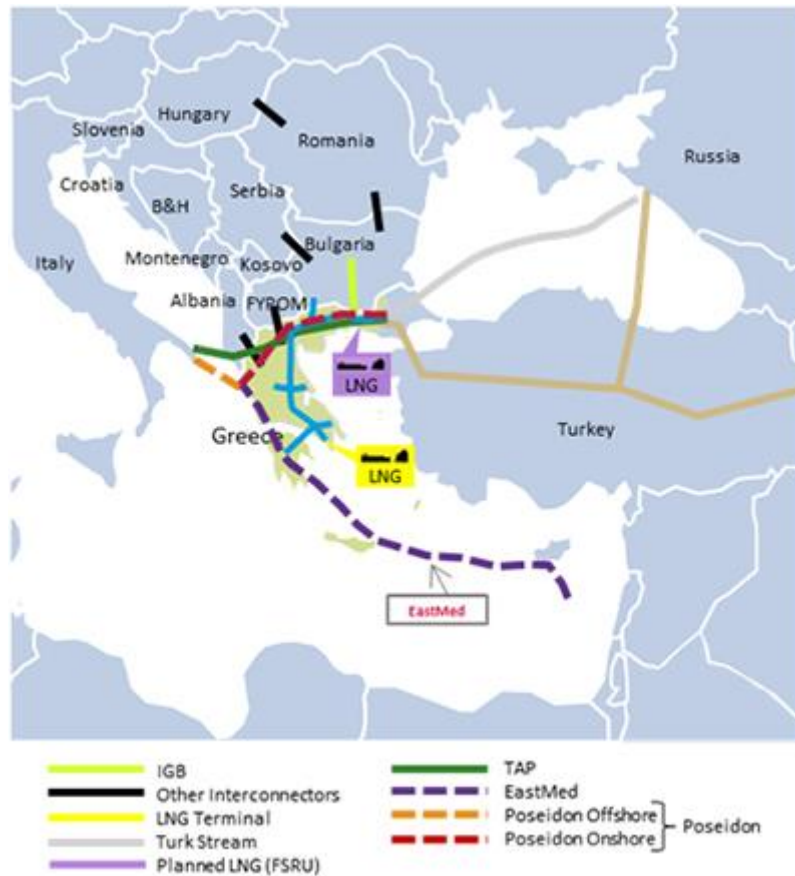 Hungary
Slovenia
Romania
Russia
Croatia
Serbia
B&H
Bulgaria
Italy
Montenegro
Kosovo
Albania
FYROM
LNG
Greece
Turkey
LNG
EastMed
IGB
Other Interconnectors
LNG Terminal
Turk Stream
Planned LNG (FSRU)
TAP
EastMed
Poseidon Offshore
Poseidon Onshore
Poseidon